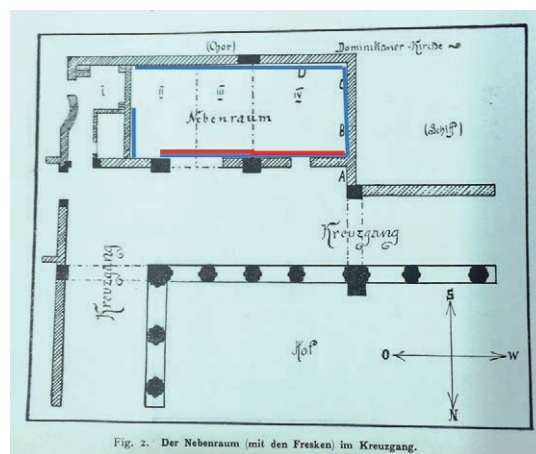 (Chor)
Dominikaner-Kirche
I
II
III
IV
D
C
Nebenraum
B
(Schiff)
A
Kreuzgang
Kreuzgang
S
Hof
O
W
N
Fig. 2. Der Nebenraum (mit den Fresken) im Kreuzgang.